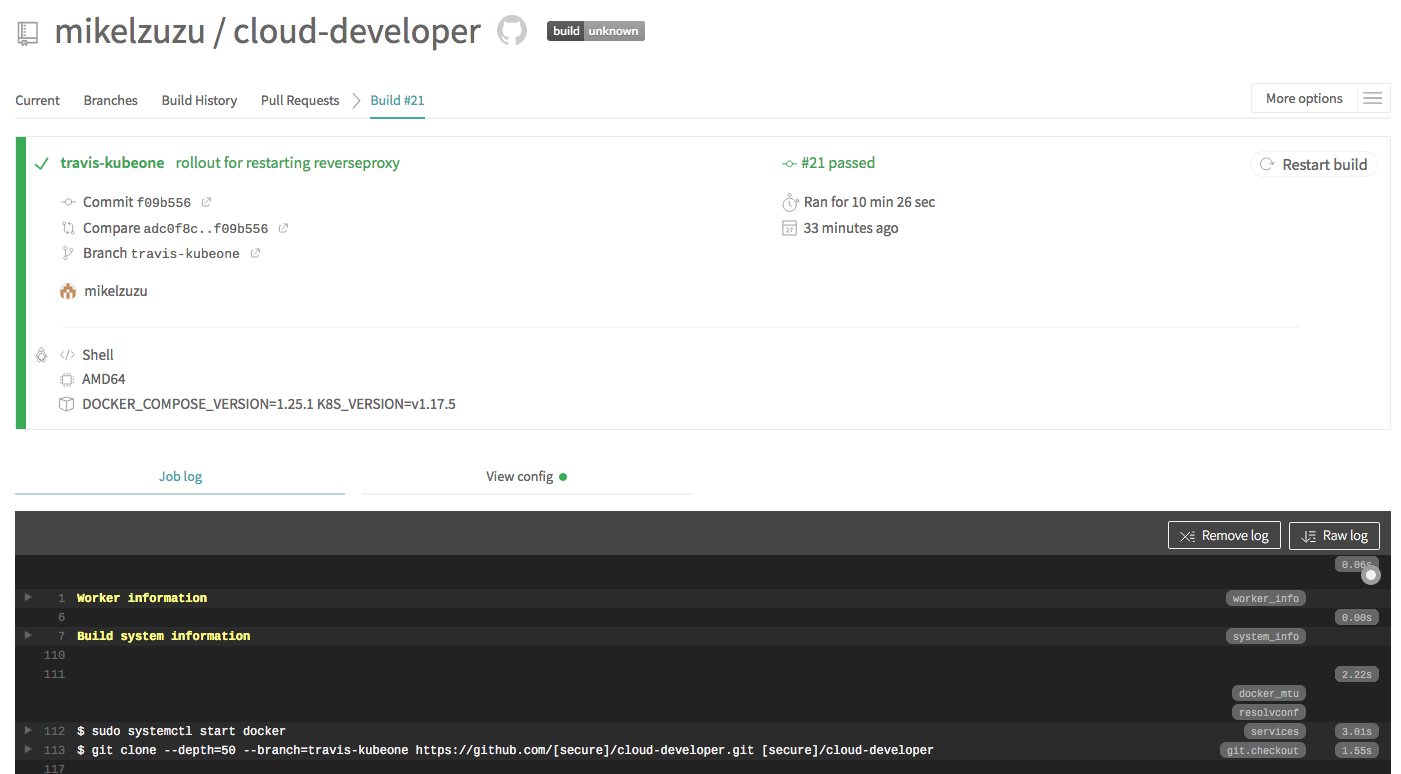 mikelzuzu / cloud-developer build unknown
Current Branches Build History Pull Requests Build #21 More options
travis-kubeone rollout for restarting reverseproxy #21 passed Restart build
Commit f09b556 Ran for 10 min 26 sec
Compare adc0f8c..f09b556 27 33 minutes ago
Branch travis-kubeone
mikelzuzu
</> Shell
AMD64
DOCKER_COMPOSE_VERSION=1.25.1 K8S_VERSION=v1.17.5
Job log View config
Remove log Raw log
0.06s
1 Worker information worker_info
6 0.00s
7 Build system information system_info
110
111 2.22s
docker_mtu
resolvconf
112 $ sudo systemctl start docker services 3.01s
113 $ git clone --depth=50 --branch=travis-kubeone https://github.com/[secure]/cloud-developer.git [secure]/cloud-developer git.checkout 1.55s
117